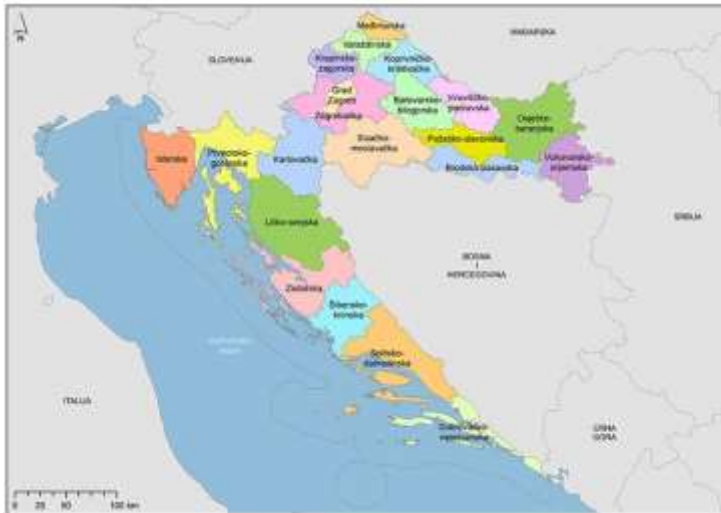 N
Međimurska
Varaždinska
MAĐARSKA
SLOVENIJA
Krapinsko-
zagorska
Koprivničko-
križevačka
Grad
Zagreb
Zagrebačka
Bjelovarsko-
bilogorska
Virovitičko-
podravska
Osječko-
baranjska
Istarska
Primorsko-
goranska
Karlovačka
Sisačko-
moslavačka
Požeško-slavonska
Brodsko-posavska
Vukovarsko-
srijemska
Ličko-senjska
SRBIJA
BOSNA
I
HERCEGOVINA
Zadarska
Šibensko-
kninska
Splitsko-
dalmatinska
ITALIJA
Dubrovačko-
neretvanska
CRNA
GORA
0 25 50 100 km